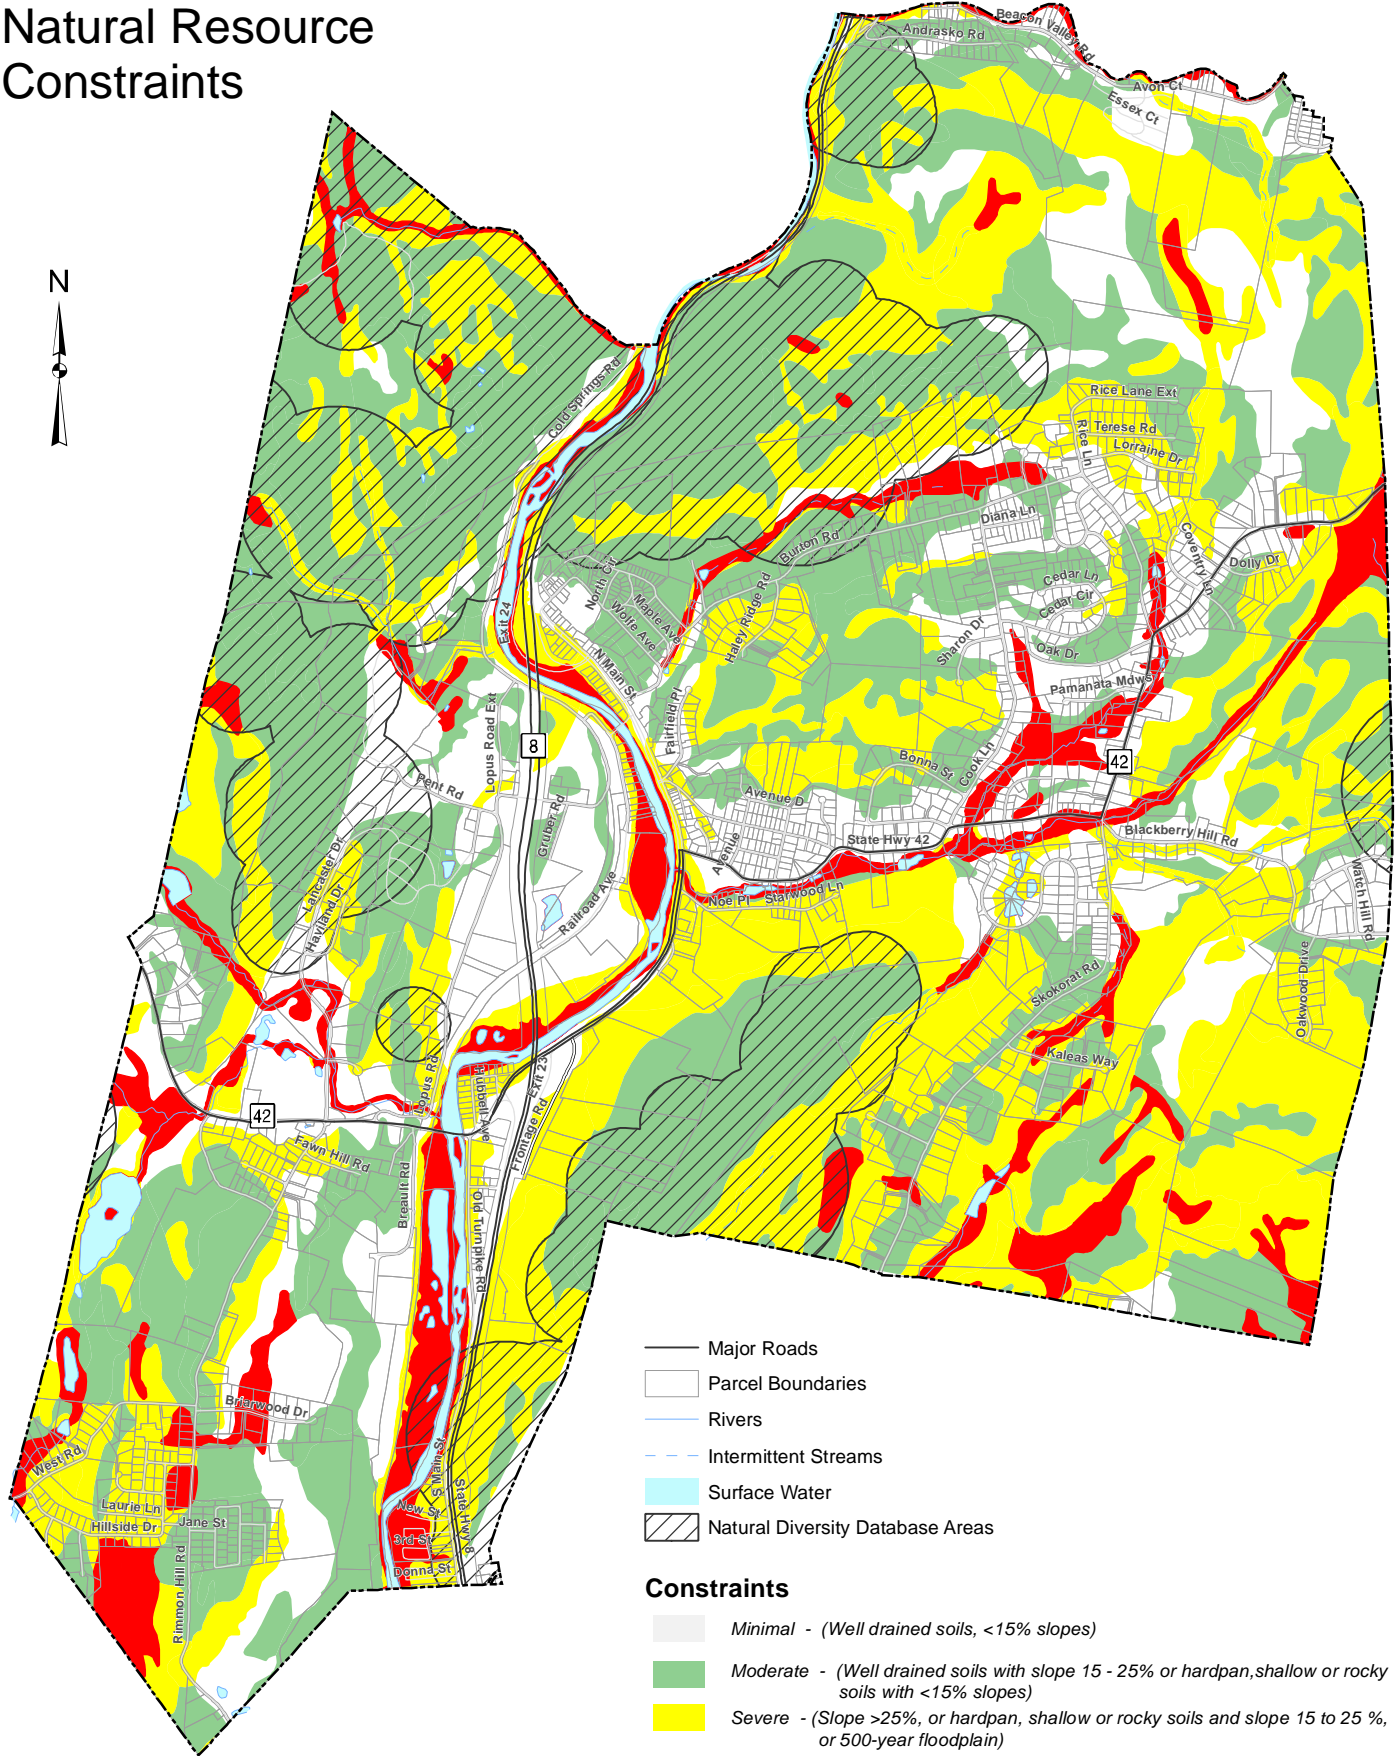 Natural Resource
Constraints
N
Beacon Valley Rd
Andrasko Rd
Avon Ct
Essex Ct
Cold Springs Rd
Rice Lane Ext
Terese Rd
Rice Ln
Lorraine Dr
Diana Ln
Burton Rd
Coventry Ln
Dolly Dr
North Cir
Maple Ave
Wolfe Ave
Haley Ridge Rd
Cedar Ln
Cedar Cir
Exit 24
Sharon Dr
Oak Dr
N Main St
Pamanata Mdws
Fairfield Pl
Lopus Road Ext
8
42
Bonna St
Cook Ln
Pent Rd
Avenue D
Gruber Rd
Avenue
State Hwy 42
Blackberry Hill Rd
Lancaster Dr
Haviland Dr
Railroad Ave
Noe Pl
Starwood Ln
Watch Hill Rd
Skokorat Rd
Oakwood Drive
Kaleas Way
Lopus Rd
Hubbell Ave
Exit 23
Frontage Rd
42
Fawn Hill Rd
Breault Rd
Old Turnpike Rd
Briarwood Dr
West Rd
Laurie Ln
Hillside Dr
Jane St
Rimmon Hill Rd
S Main St
State Hwy 8
New St
3rd St
Donna St
Major Roads
Parcel Boundaries
Rivers
Intermittent Streams
Surface Water
Natural Diversity Database Areas
Constraints
Minimal - (Well drained soils, <15% slopes)
Moderate - (Well drained soils with slope 15 - 25% or hardpan,shallow or rocky
soils with <15% slopes)
Severe - (Slope >25%, or hardpan, shallow or rocky soils and slope 15 to 25 %,
or 500-year floodplain)